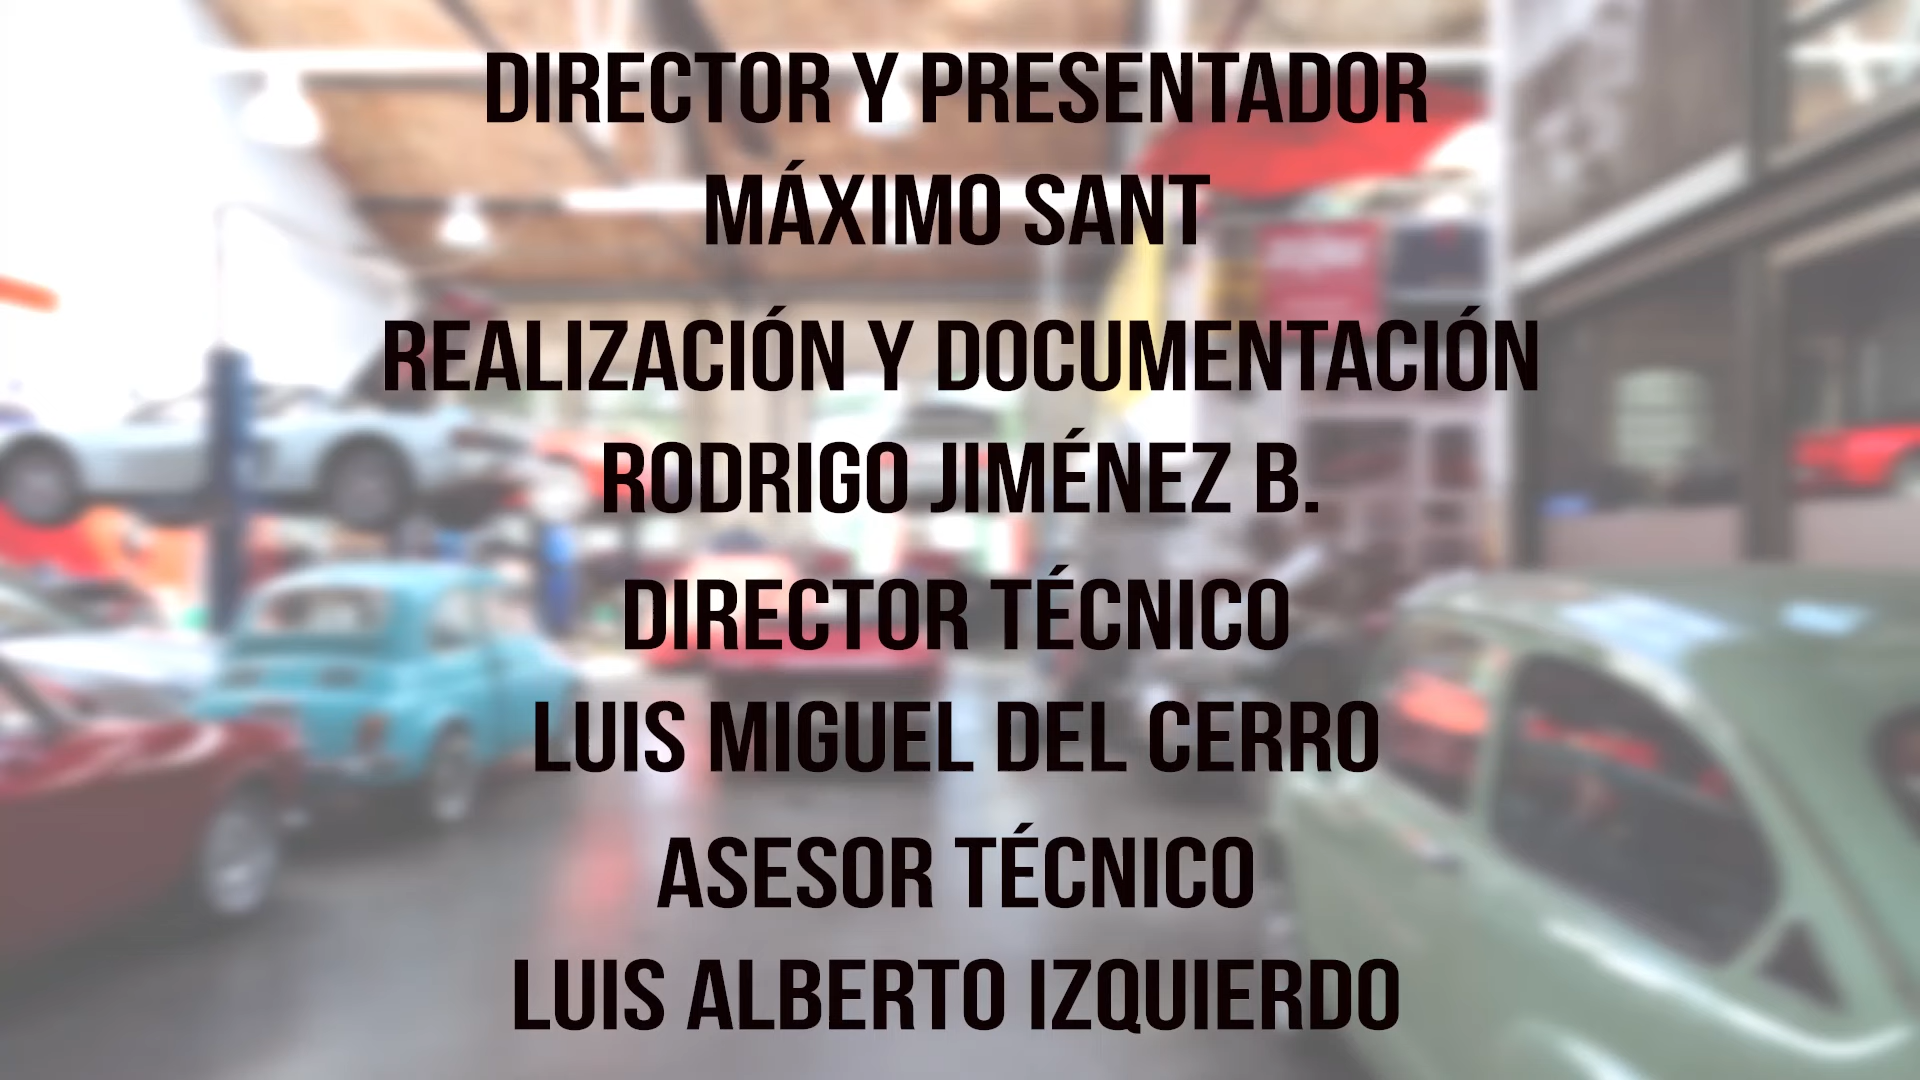 DIRECTOR Y PRESENTADOR
MÁXIMO SANT
REALIZACIÓN Y DOCUMENTACIÓN
RODRIGO JIMÉNEZ B.
DIRECTOR TÉCNICO
LUIS MIGUEL DEL CERRO
ASESOR TÉCNICO
LUIS ALBERTO IZQUIERDO